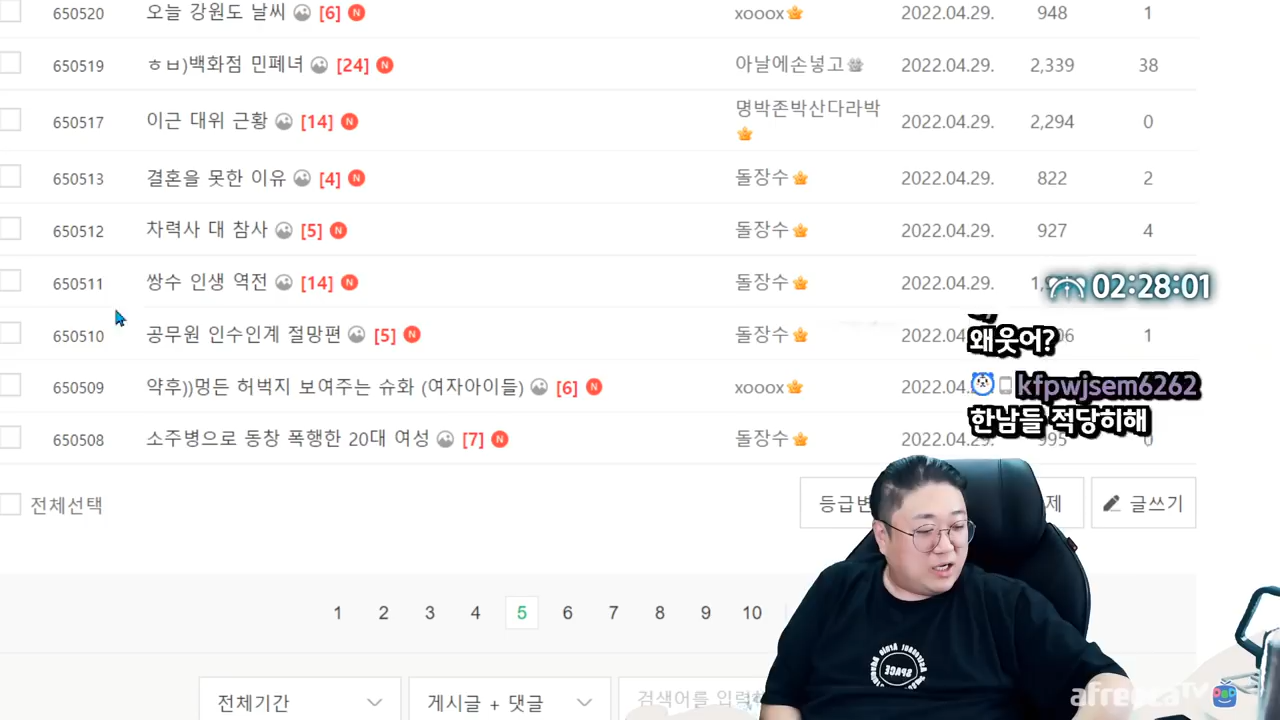 650520 오늘 강원도 날씨 [6] N xooox 2022.04.29. 948 1
650519 ㅎㅂ)백화점 민폐녀 [24] N 아날에손넣고 2022.04.29. 2,339 38
650517 이근 대위 근황 [14] N 명박존박산다라박 2022.04.29. 2,294 0
650513 결혼을 못한 이유 [4] N 돌장수 2022.04.29. 822 2
650512 차력사 대 참사 [5] N 돌장수 2022.04.29. 927 4
650511 쌍수 인생 역전 [14] N 돌장수 2022.04.29.
02:28:01
650510 공무원 인수인계 절망편 [5] N 돌장수 2022.04.29. 1
왜웃어?
650509 약후))멍든 허벅지 보여주는 슈화 (여자아이들) [6] N xooox 2022.04
kfpwjsem6262
한남들 적당히해
650508 소주병으로 동창 폭행한 20대 여성 [7] N 돌장수 2022.04.29. 995 0
전체선택 글쓰기
1 2 3 4 5 6 7 8 9 10
전체기간 게시글 + 댓글 검색어를 입력
SPACE
afreecaTV